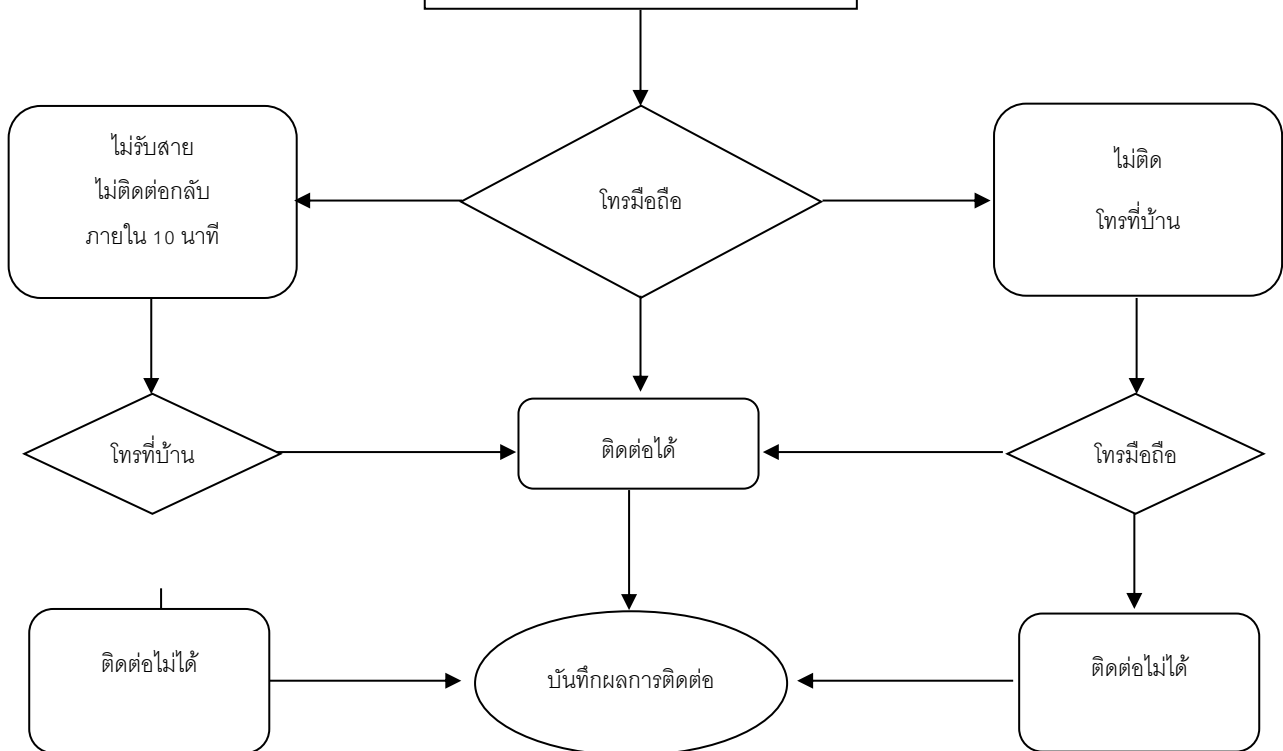 ไม่รับสาย
ไม่ติดต่อกลับ
ภายใน 10 นาที
โทรมือถือ
ไม่ติด
โทรที่บ้าน
โทรที่บ้าน
ติดต่อได้
โทรมือถือ
ติดต่อไม่ได้
บันทึกผลการติดต่อ
ติดต่อไม่ได้